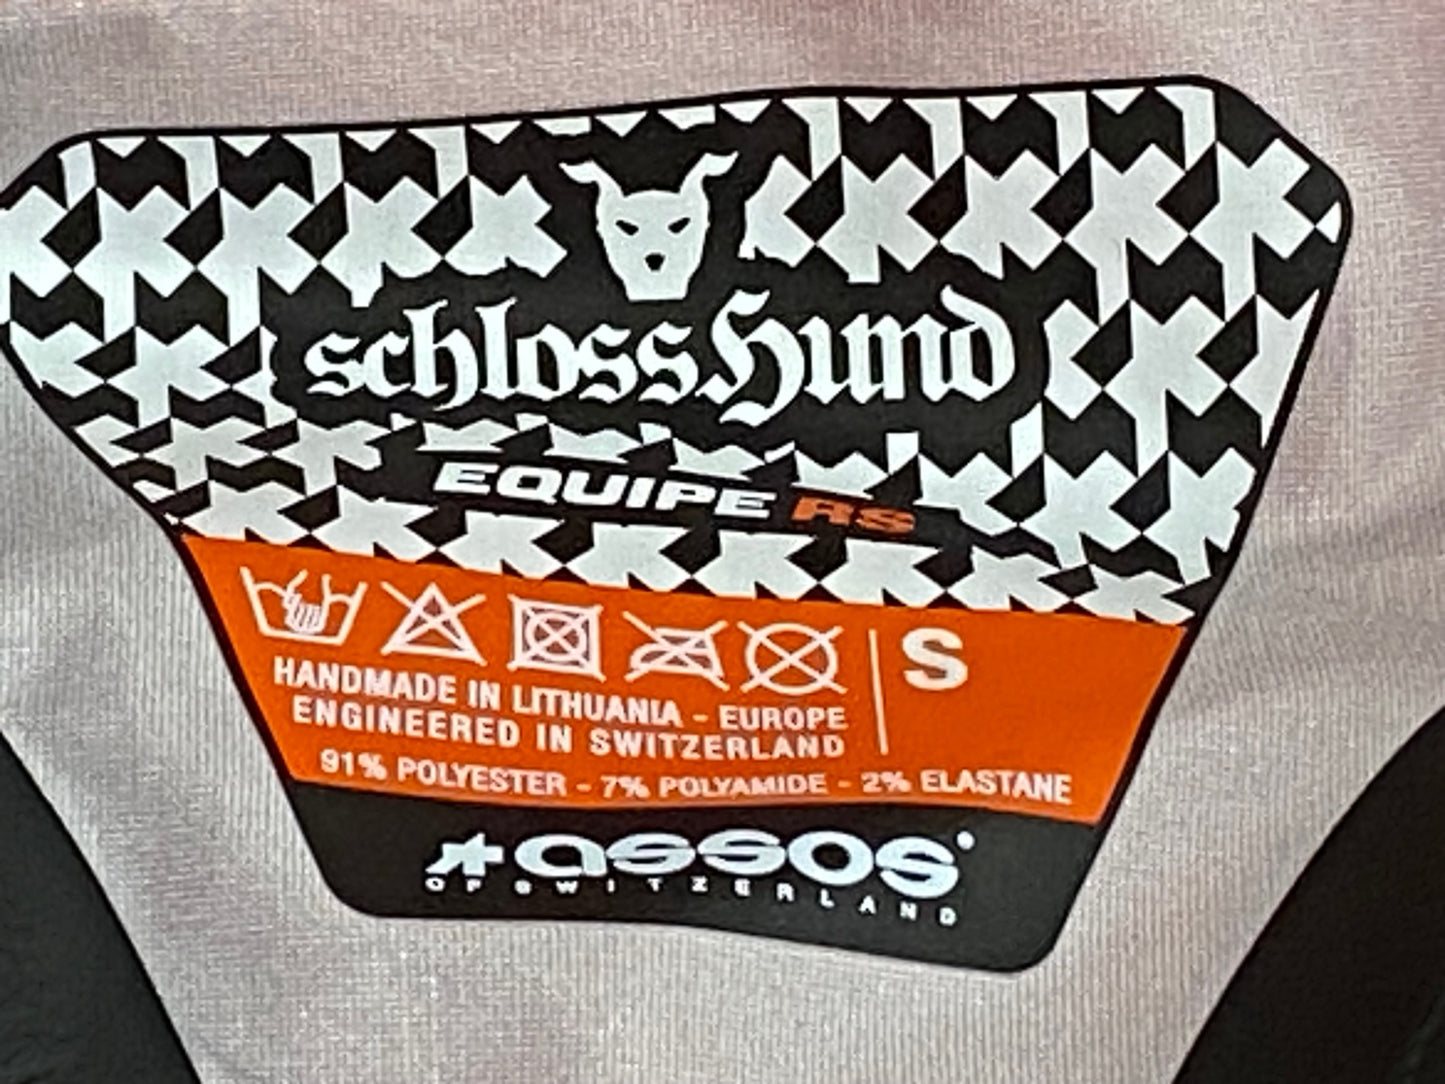 schlossHund
EQUIPE RS
HANDMADE IN LITHUANIA - EUROPE
ENGINEERED IN SWITZERLAND
S
91% POLYESTER - 7% POLYAMIDE - 2% ELASTANE
assos
OF SWITZERLAND